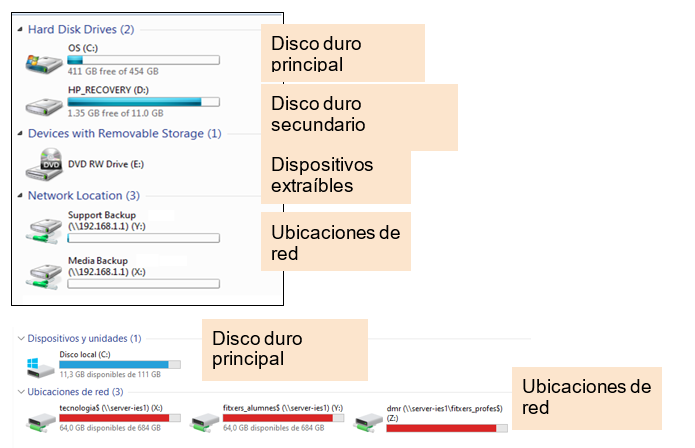 Hard Disk Drives (2)
OS (C:)
411 GB free of 454 GB
HP_RECOVERY (D:)
1.35 GB free of 11.0 GB
Devices with Removable Storage (1)
DVD
DVD RW Drive (E:)
Network Location (3)
Support Backup
(\\192.168.1.1) (Y:)
Media Backup
(\\192.168.1.1) (X:)
Disco duro
principal
Disco duro
secundario
Dispositivos
extraíbles
Ubicaciones de
red
Dispositivos y unidades (1)
Disco local (C:)
11,3 GB disponibles de 111 GB
Disco duro
principal
Ubicaciones de red (3)
tecnologia$ (\\server-ies1) (X:)
64,0 GB disponibles de 684 GB
fitxers_alumnes$ (\\server-ies1) (Y:)
64,0 GB disponibles de 684 GB
dmr (\\server-ies1\fitxers_profes$)
(Z:)
Ubicaciones de
red